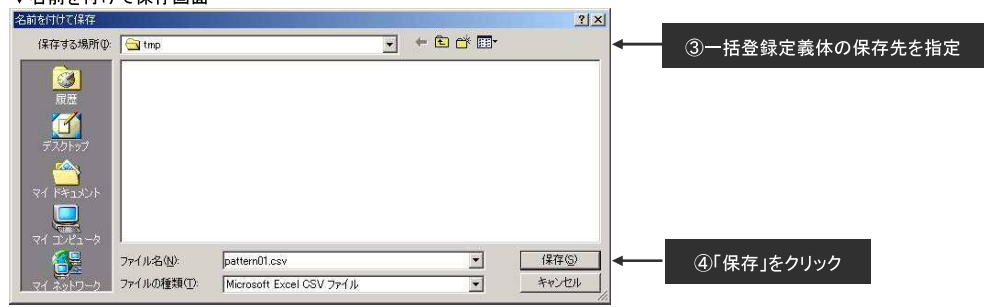 ▼名前を付けて保存画面
名前を付けて保存
保存する場所(I):
tmp
③一括登録定義体の保存先を指定
履歴
デスクトップ
マイ ドキュメント
マイ コンピュータ
マイ ネットワーク
ファイル名(N):
pattern01.csv
保存(S)
④「保存」をクリック
ファイルの種類(T):
Microsoft Excel CSV ファイル
キャンセル